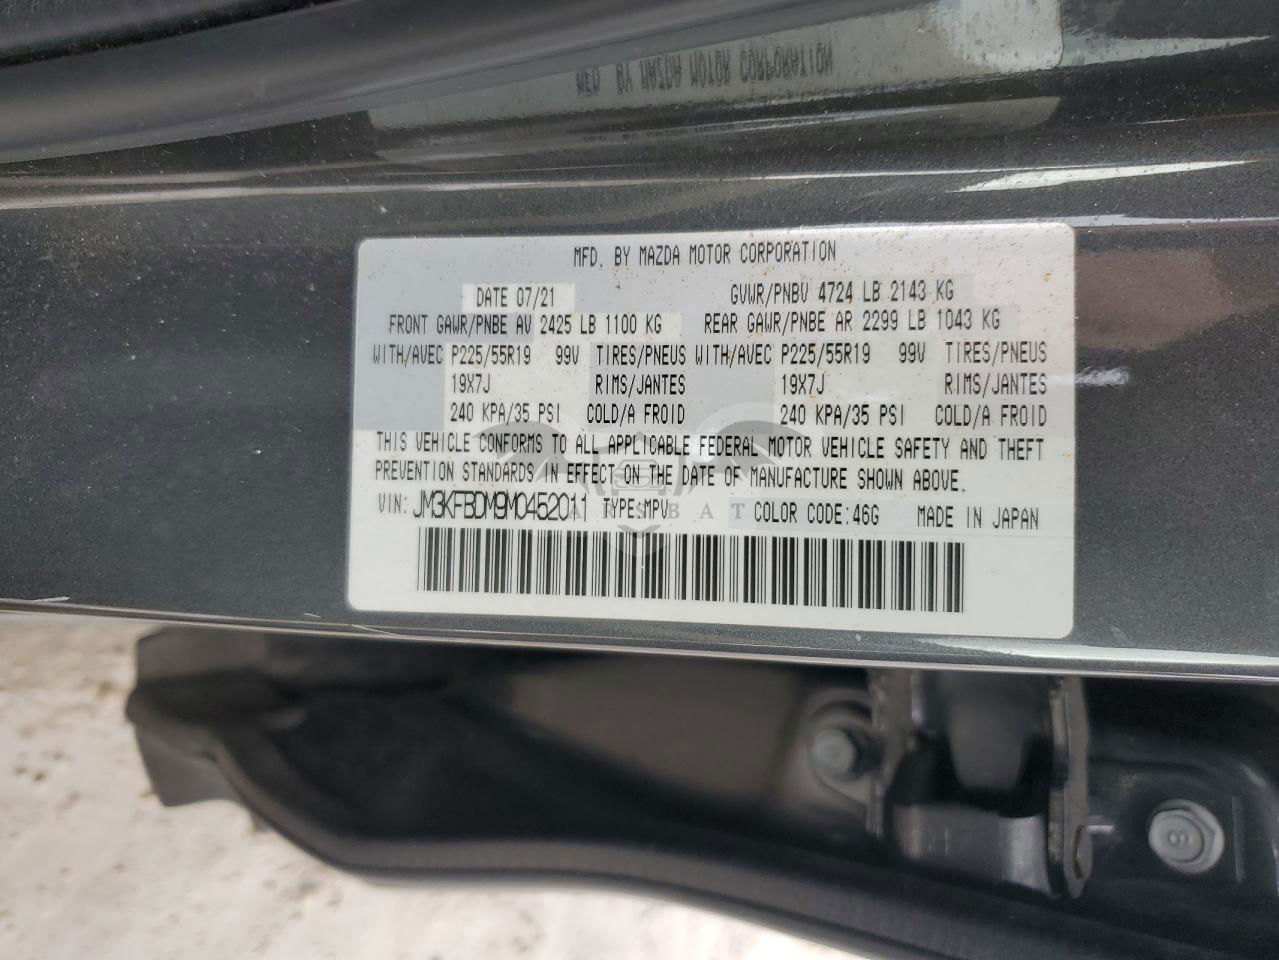 MFD. BY MAZDA MOTOR CORPORATION
DATE 07/21 GVWR/PNBV 4724 LB 2143 KG
FRONT GAWR/PNBE AV 2425 LB 1100 KG REAR GAWR/PNBE AR 2299 LB 1043 KG
WITH/AVEC P225/55R19 99V TIRES/PNEUS WITH/AVEC P225/55R19 99V TIRES/PNEUS
19X7J RIMS/JANTES 19X7J RIMS/JANTES
240 KPA/35 PSI COLD/A FROID 240 KPA/35 PSI COLD/A FROID
THIS VEHICLE CONFORMS TO ALL APPLICABLE FEDERAL MOTOR VEHICLE SAFETY AND THEFT
PREVENTION STANDARDS IN EFFECT ON THE DATE OF MANUFACTURE SHOWN ABOVE.
VIN: JM3KFBDM9M0452011 TYPE:MPV COLOR CODE:46G MADE IN JAPAN
8